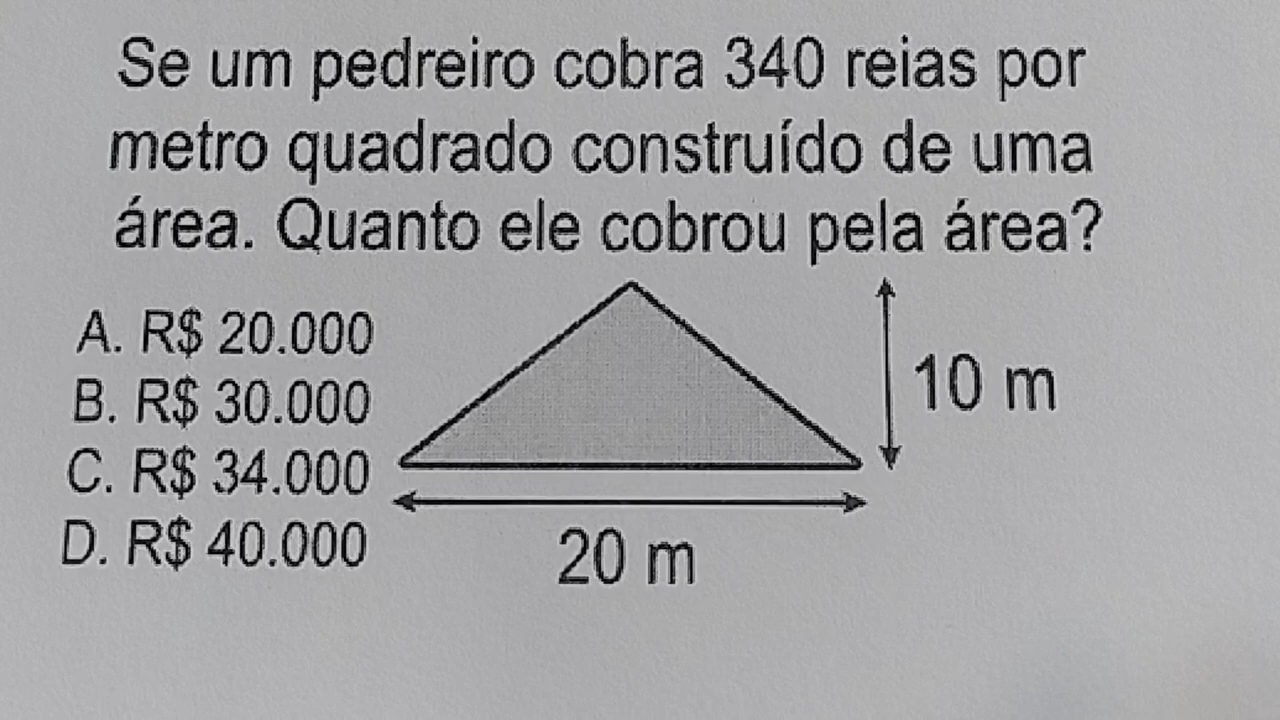 Se um pedreiro cobra 340 reias por
metro quadrado construído de uma
área. Quanto ele cobrou pela área?
A. R$ 20.000
B. R$ 30.000
C. R$ 34.000
D. R$ 40.000
10 m
20 m